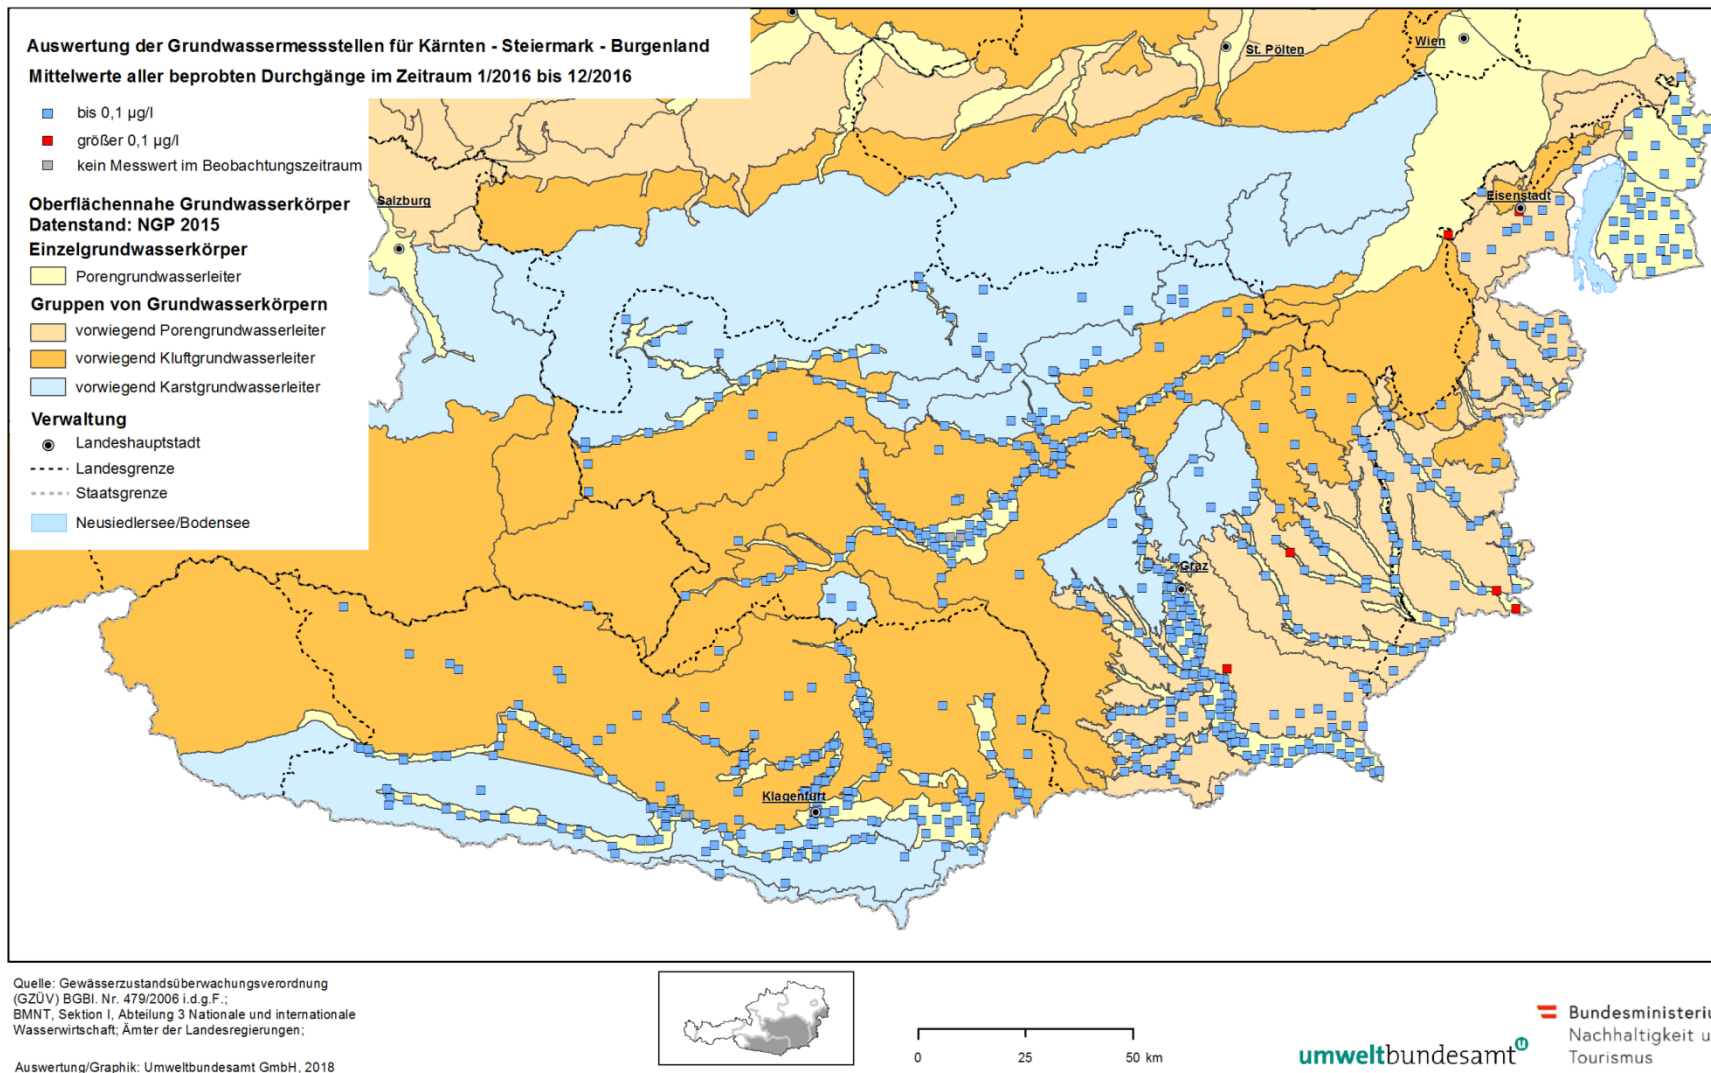 Auswertung der Grundwassermessstellen für Kärnten - Steiermark - Burgenland
Mittelwerte aller beprobten Durchgänge im Zeitraum 1/2016 bis 12/2016
bis 0,1 µg/l
größer 0,1 µg/l
kein Messwert im Beobachtungszeitraum
Oberflächennahe Grundwasserkörper
Datenstand: NGP 2015
Einzelgrundwasserkörper
Porengrundwasserleiter
Gruppen von Grundwasserkörpern
vorwiegend Porengrundwasserleiter
vorwiegend Kluftgrundwasserleiter
vorwiegend Karstgrundwasserleiter
Verwaltung
Landeshauptstadt
Landesgrenze
Staatsgrenze
Neusiedlersee/Bodensee
St. Pölten
Wien
Salzburg
Eisenstadt
Graz
Klagenfurt
Quelle: Gewässerzustandsüberwachungsverordnung
(GZÜV) BGBl. Nr. 479/2006 i.d.g.F.;
BMNT, Sektion I, Abteilung 3 Nationale und internationale
Wasserwirtschaft; Ämter der Landesregierungen;
Auswertung/Graphik: Umweltbundesamt GmbH, 2018
0 25 50 km
umweltbundesamt u
Bundesministeriu
Nachhaltigkeit u
Tourismus